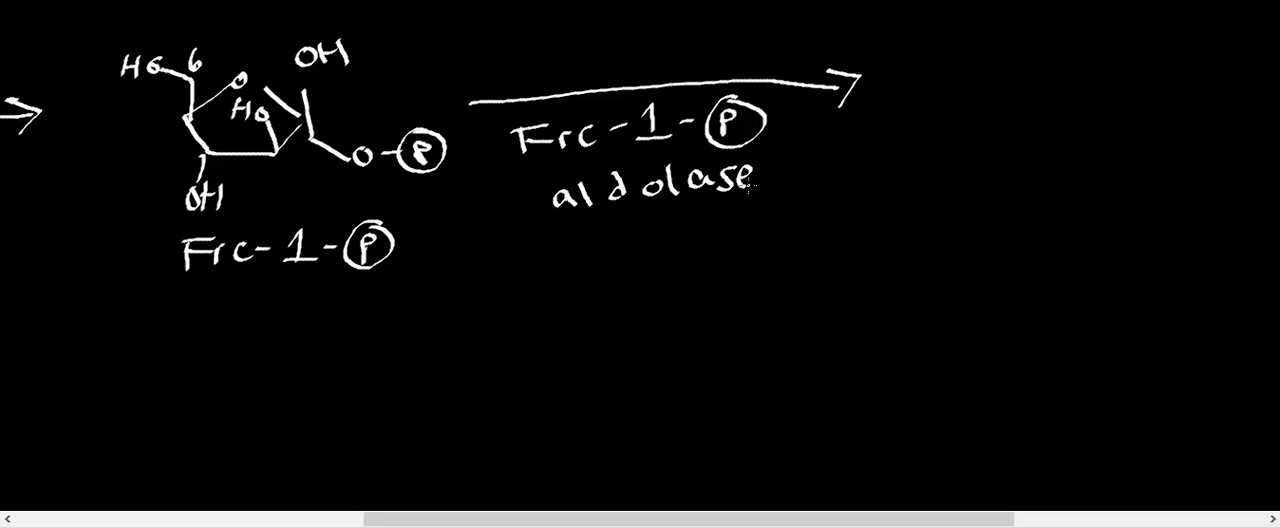 HO 6 O OH
HO
O-P
OH
Frc-1-P
Frc-1-P
aldolase